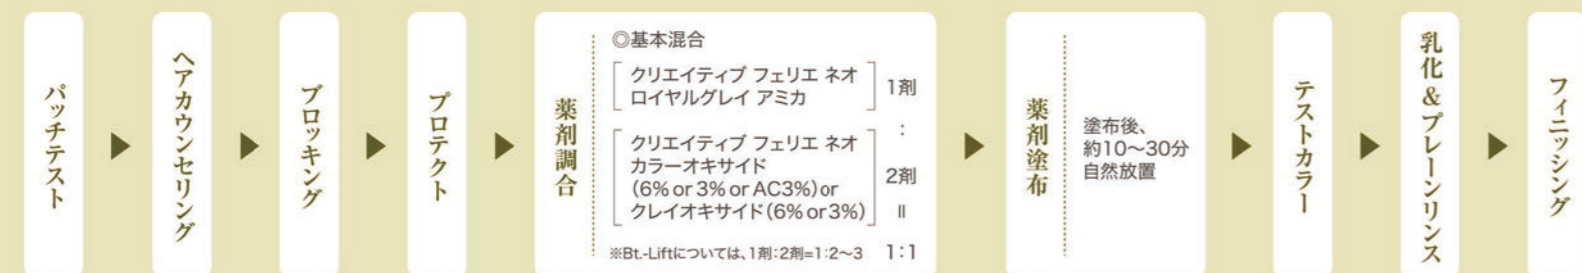 パッチテスト
ヘアカウンセリング
ブロッキング
プロテクト
薬剤調合
◎基本混合
クリエイティブ フェリエ ネオ
ロイヤルグレイ アミカ
1剤
:
クリエイティブ フェリエ ネオ
カラーオキサイド
(6% or 3% or AC3%)or
クレイオキサイド(6% or3%)
2剤
॥
※Bt.-Liftについては、1剤:2剤=1:2〜3
1:1
薬剤塗布
塗布後、
約10〜30分
自然放置
テストカラー
乳化&プレーンリンス
フィニッシング